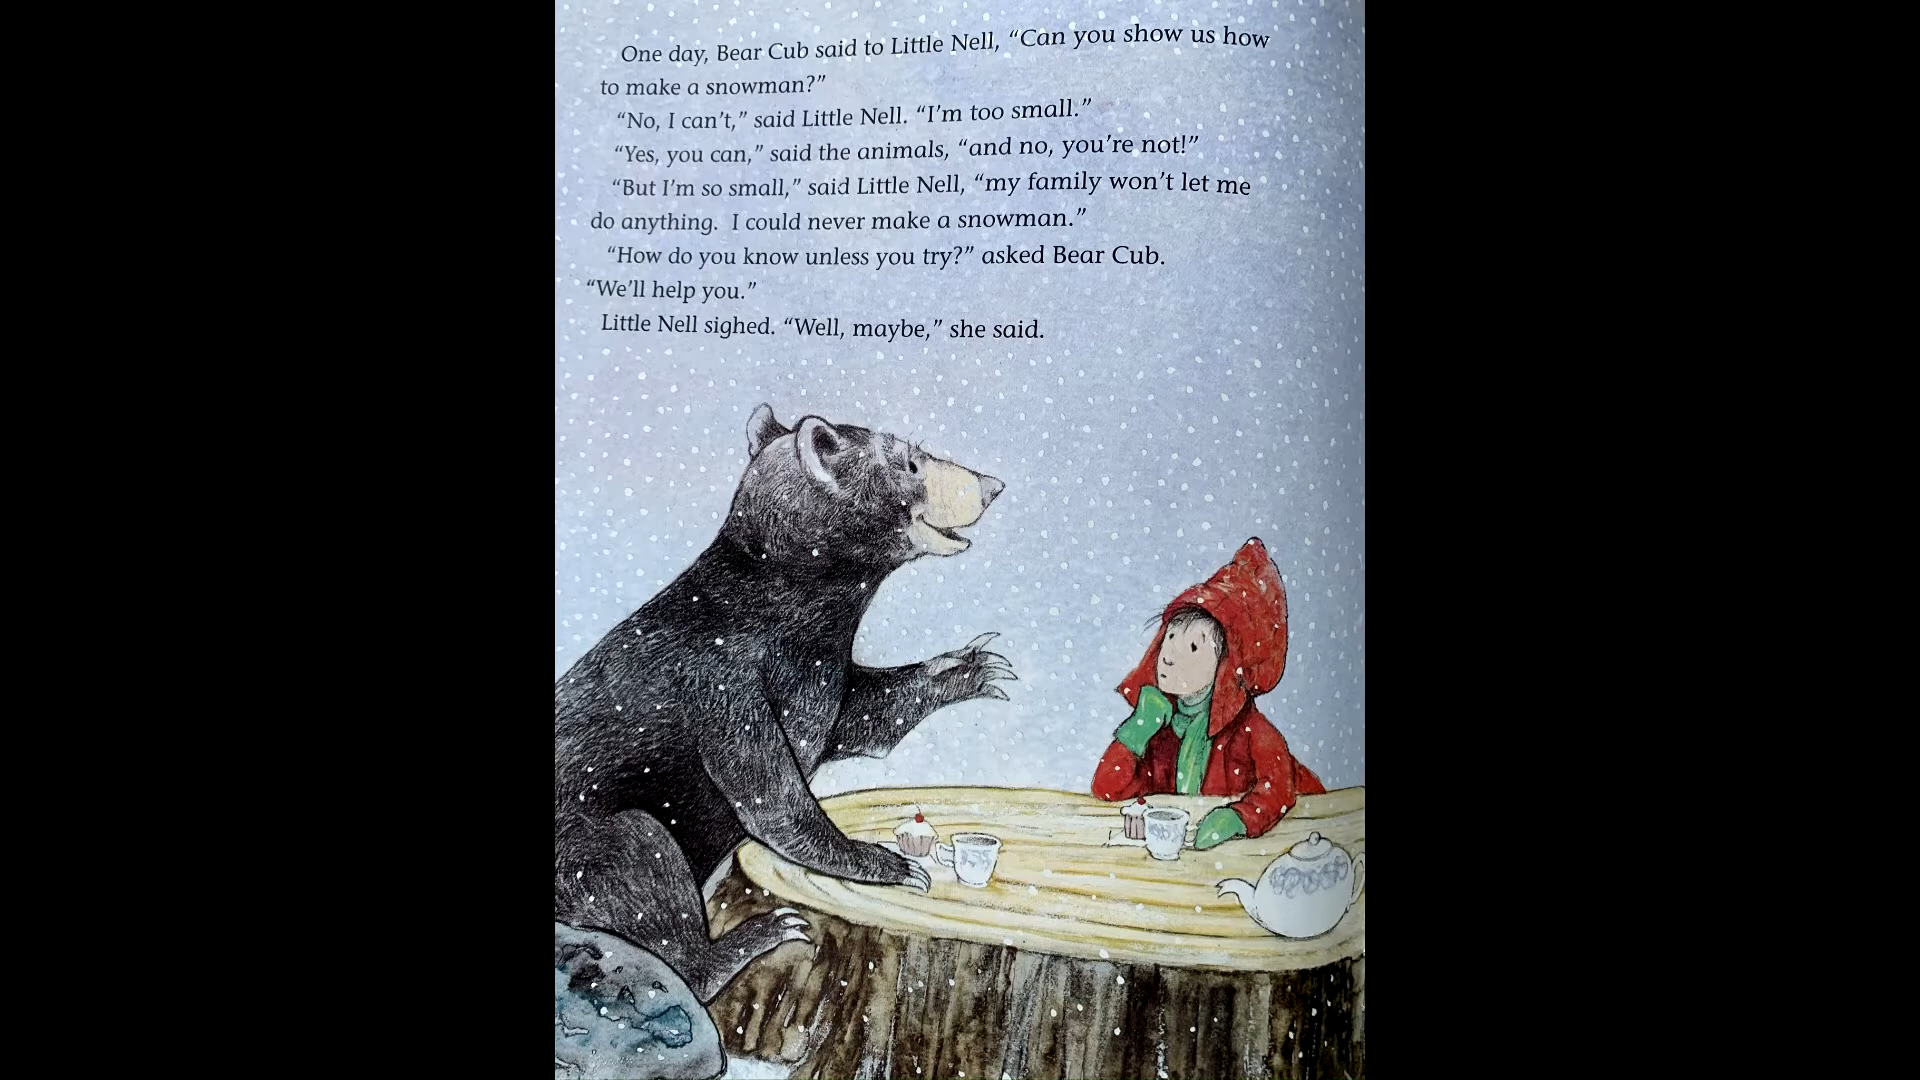 One day, Bear Cub said to Little Nell, “Can you show us how
to make a snowman?”
“No, I can’t,” said Little Nell. “I’m too small.”
“Yes, you can,” said the animals, “and no, you’re not!”
“But I’m so small,” said Little Nell, “my family won’t let me
do anything. I could never make a snowman.”
“How do you know unless you try?” asked Bear Cub.
“We’ll help you.”
Little Nell sighed. “Well, maybe,” she said.